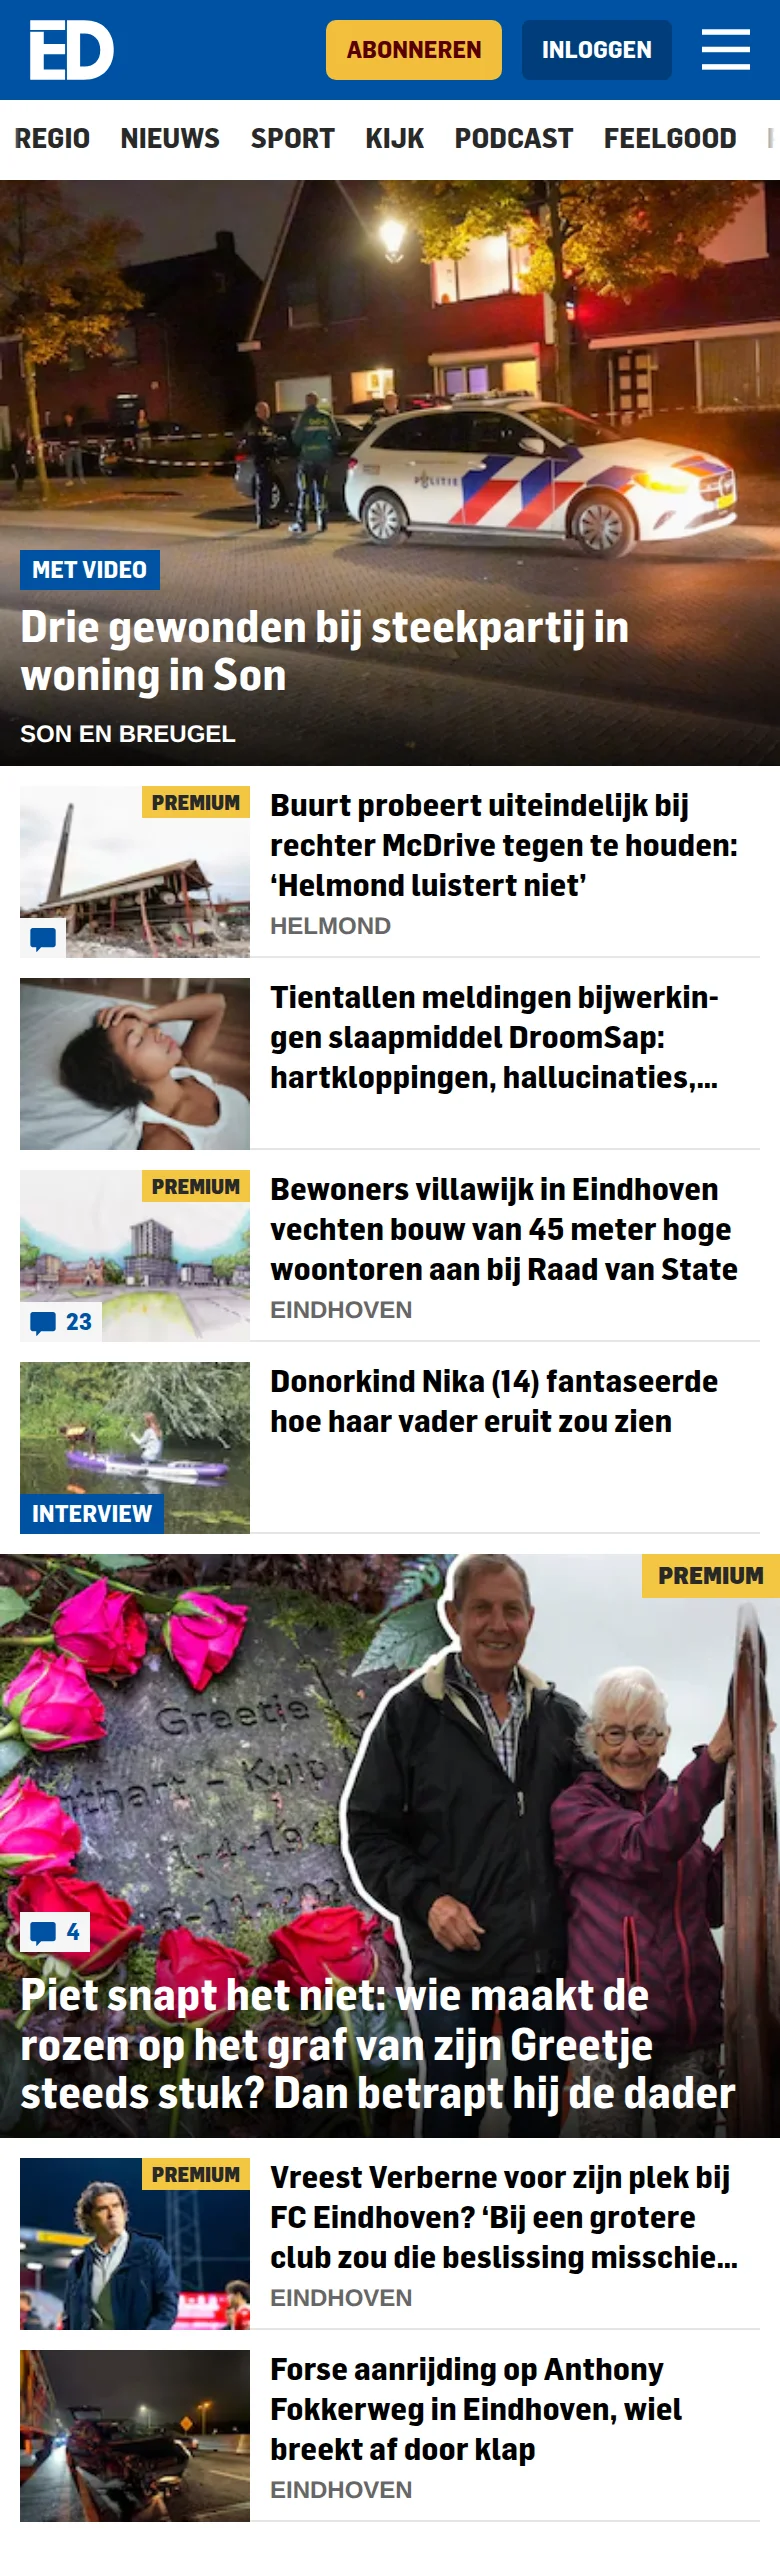 ED
ABONNEREN
INLOGGEN
REGIO NIEUWS SPORT KIJK PODCAST FEELGOOD
POLITIE
MET VIDEO
Drie gewonden bij steekpartij in
woning in Son
SON EN BREUGEL
PREMIUM
Buurt probeert uiteindelijk bij
rechter McDrive tegen te houden:
‘Helmond luistert niet’
HELMOND
Tientallen meldingen bijwerkin-
gen slaapmiddel DroomSap:
hartkloppingen, hallucinaties,...
PREMIUM
23
Bewoners villawijk in Eindhoven
vechten bouw van 45 meter hoge
woontoren aan bij Raad van State
EINDHOVEN
INTERVIEW
Donorkind Nika (14) fantaseerde
hoe haar vader eruit zou zien
PREMIUM
Greetje
4
Piet snapt het niet: wie maakt de
rozen op het graf van zijn Greetje
steeds stuk? Dan betrapt hij de dader
PREMIUM
Vreest Verberne voor zijn plek bij
FC Eindhoven? ‘Bij een grotere
club zou die beslissing misschie...
EINDHOVEN
Forse aanrijding op Anthony
Fokkerweg in Eindhoven, wiel
breekt af door klap
EINDHOVEN